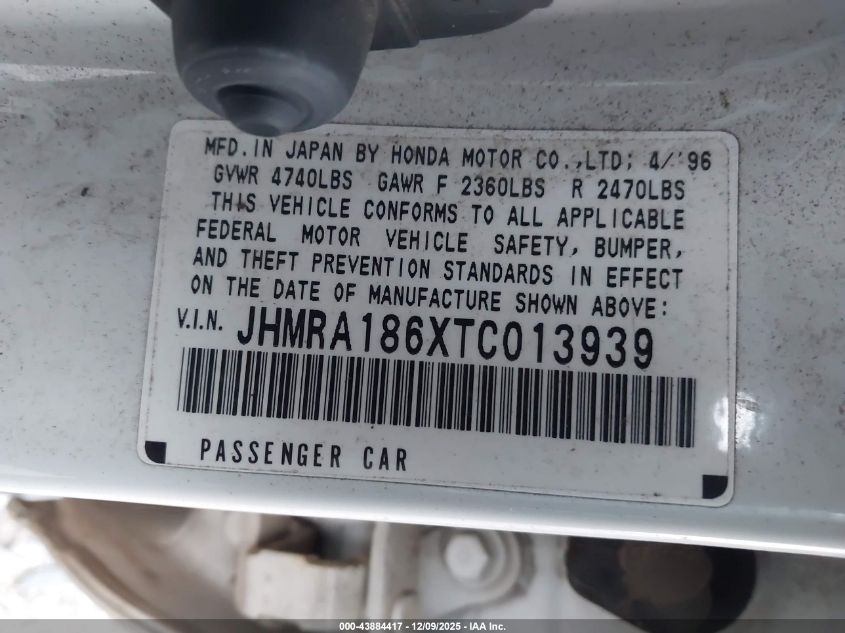 MFD. IN JAPAN BY HONDA MOTOR CO.,LTD; 4/'96
GVWR 4740LBS GAWR F 2360LBS R 2470LBS
THIS VEHICLE CONFORMS TO ALL APPLICABLE
FEDERAL MOTOR VEHICLE SAFETY, BUMPER,
AND THEFT PREVENTION STANDARDS IN EFFECT
ON THE DATE OF MANUFACTURE SHOWN ABOVE:
V.I.N. JHMRA186XTC013939
PASSENGER CAR
000-43884417 - 12/09/2025 - IAA Inc.